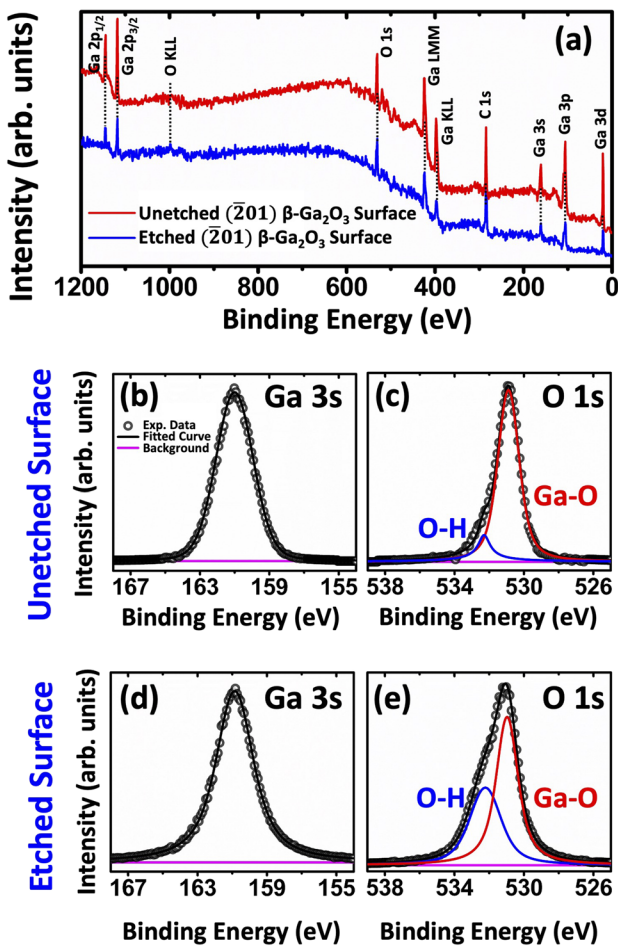 Intensity (arb. units)
(a)
Ga 2p1/2
Ga 2p3/2
O KLL
O 1s
Ga LMM
Ga KLL
C 1s
Ga 3s
Ga 3p
Ga 3d
Unetched (2̅01) β-Ga₂O₃ Surface
Etched (2̅01) β-Ga₂O₃ Surface
1200 1000 800 600 400 200 0
Binding Energy (eV)
Unetched Surface
Intensity (arb. units)
(b) Ga 3s
Exp. Data
Fitted Curve
Background
167 163 159 155
Binding Energy (eV)
(c) O 1s
Ga-O
O-H
538 534 530 526
Binding Energy (eV)
Etched Surface
Intensity (arb. units)
(d) Ga 3s
167 163 159 155
Binding Energy (eV)
(e) O 1s
O-H Ga-O
538 534 530 526
Binding Energy (eV)